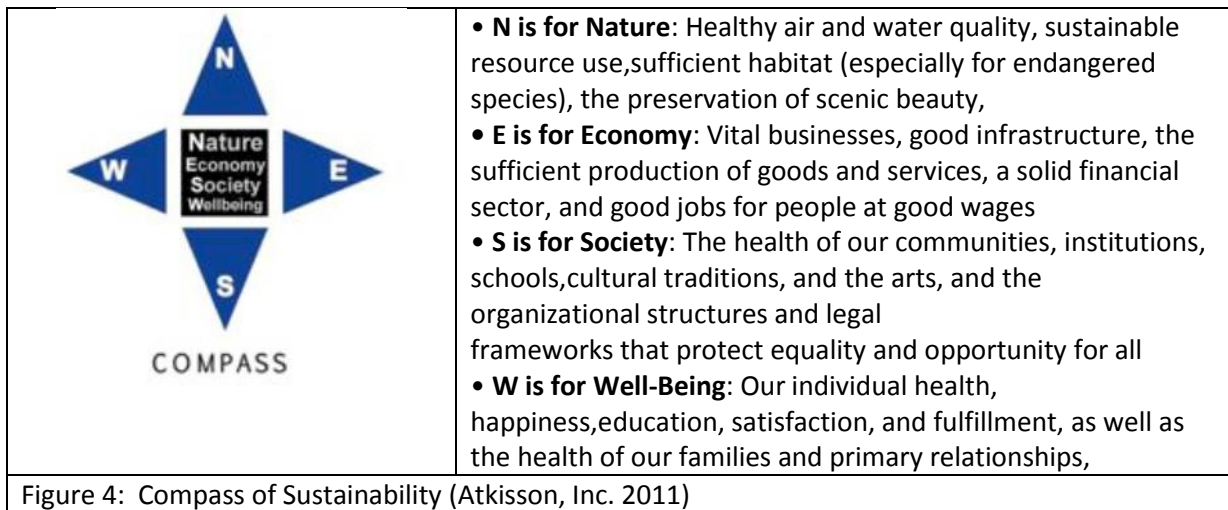 N
W
Nature
Economy
Society
Wellbeing
E
S
COMPASS
• N is for Nature: Healthy air and water quality, sustainable
resource use,sufficient habitat (especially for endangered
species), the preservation of scenic beauty,
• E is for Economy: Vital businesses, good infrastructure, the
sufficient production of goods and services, a solid financial
sector, and good jobs for people at good wages
• S is for Society: The health of our communities, institutions,
schools,cultural traditions, and the arts, and the
organizational structures and legal
frameworks that protect equality and opportunity for all
• W is for Well-Being: Our individual health,
happiness,education, satisfaction, and fulfillment, as well as
the health of our families and primary relationships,
Figure 4:  Compass of Sustainability (Atkisson, Inc. 2011)